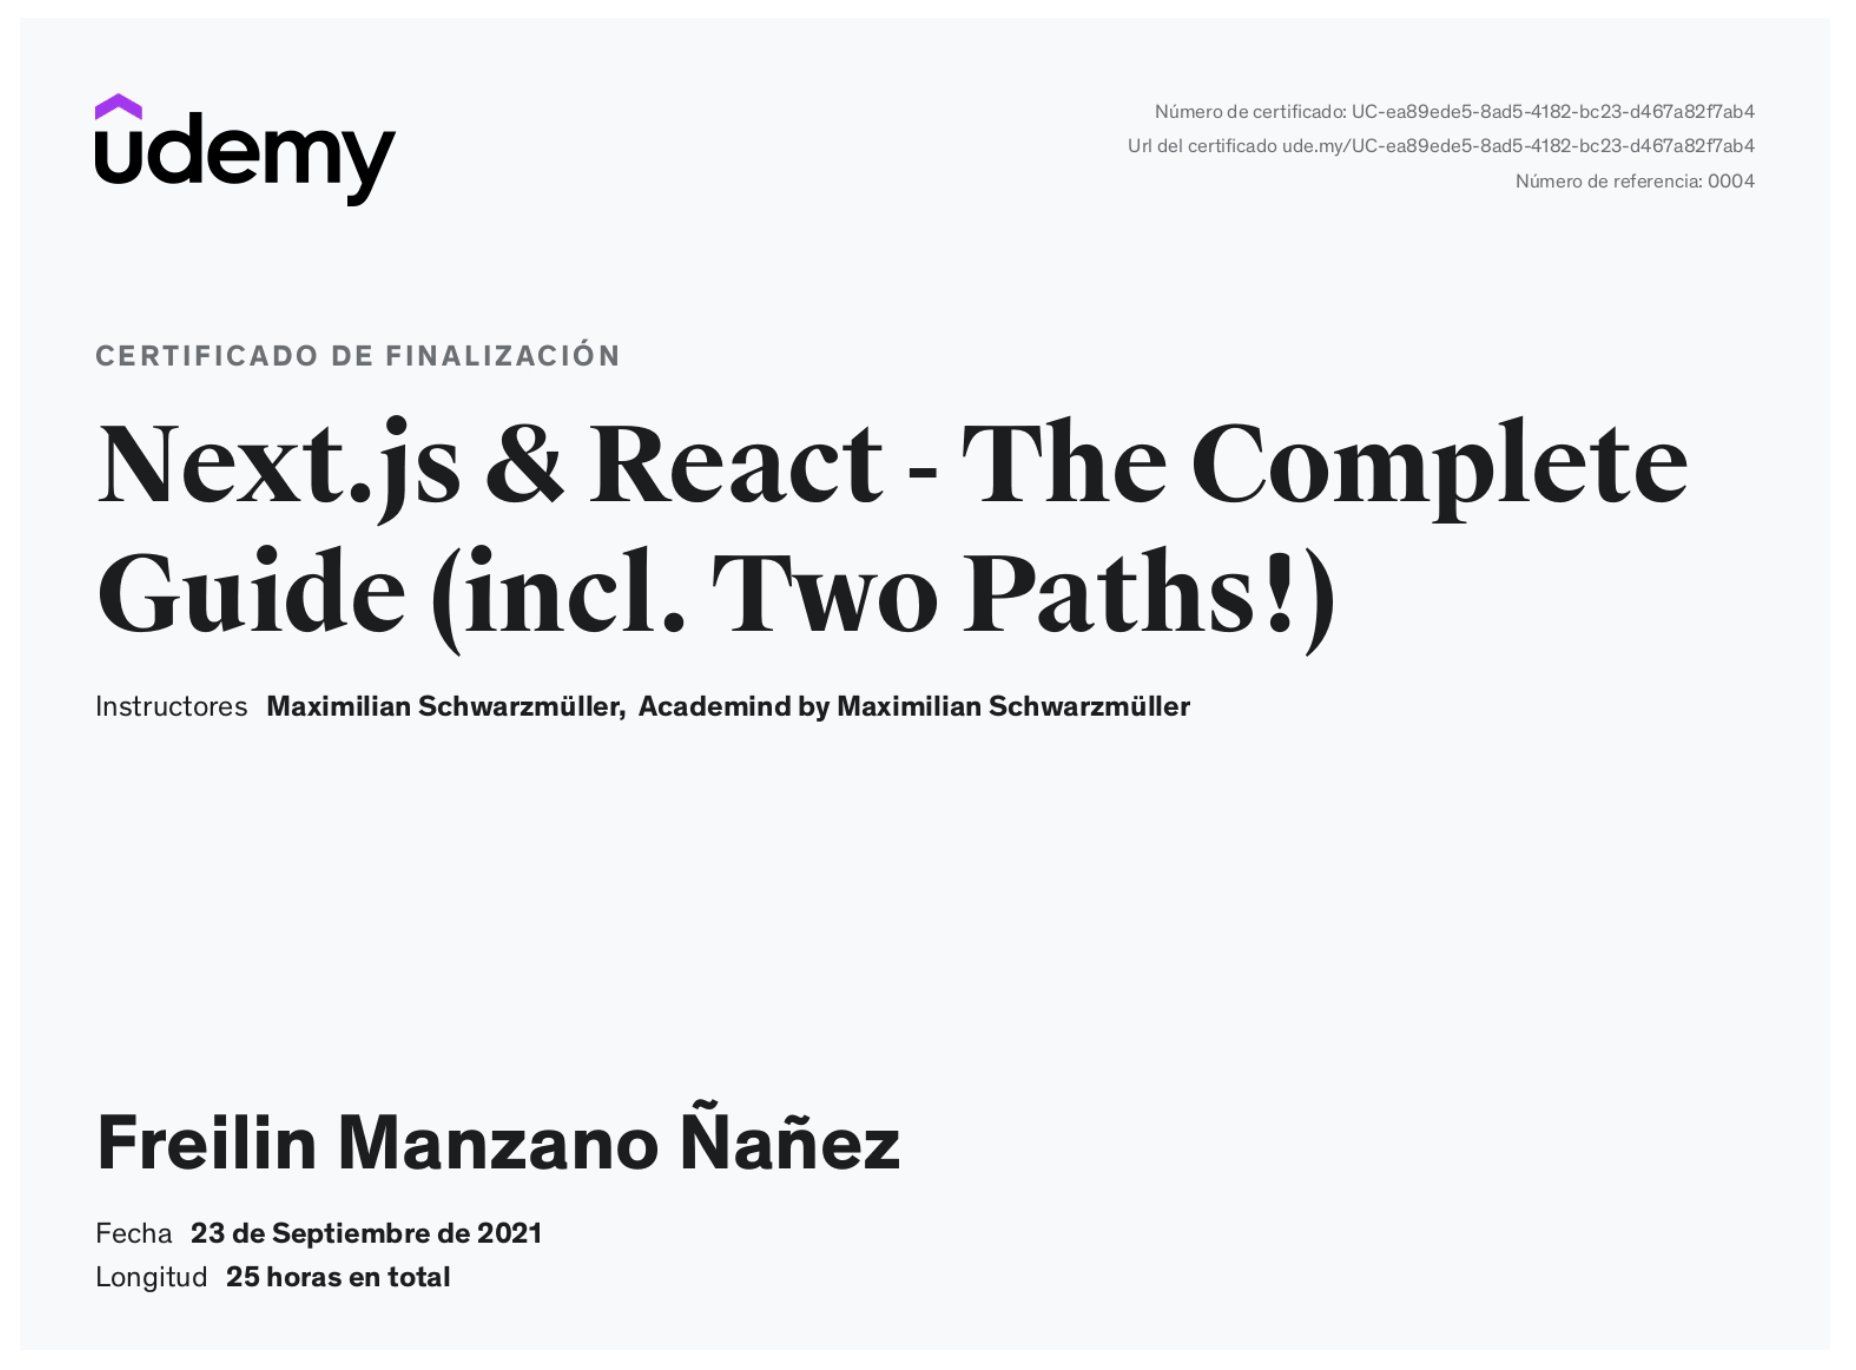 udemy
Número de certificado: UC-ea89ede5-8ad5-4182-bc23-d467a82f7ab4
Url del certificado ude.my/UC-ea89ede5-8ad5-4182-bc23-d467a82f7ab4
Número de referencia: 0004
CERTIFICADO DE FINALIZACIÓN
Next.js & React - The Complete
Guide (incl. Two Paths!)
Instructores Maximilian Schwarzmüller, Academind by Maximilian Schwarzmüller
Freilin Manzano Ñañez
Fecha 23 de Septiembre de 2021
Longitud 25 horas en total